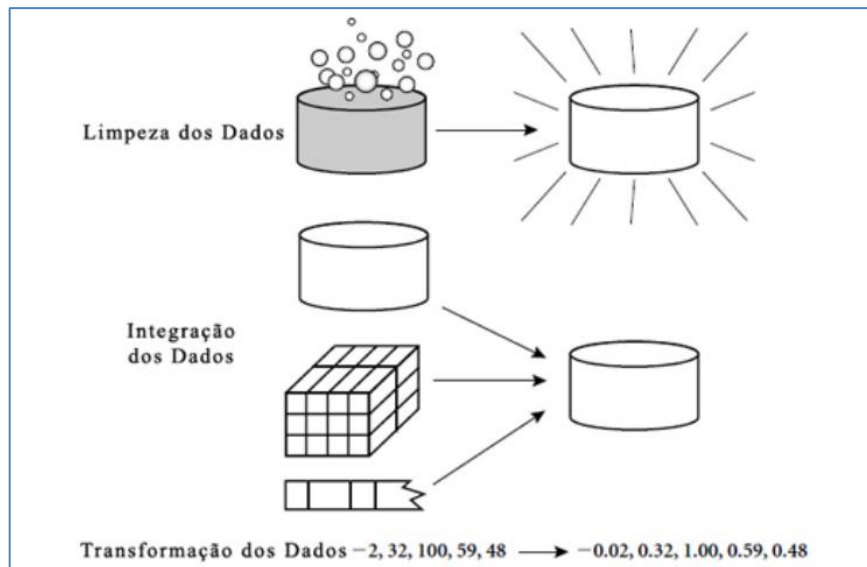 Limpeza dos Dados
Integração
dos Dados
Transformação dos Dados −2, 32, 100, 59, 48 → −0.02, 0.32, 1.00, 0.59, 0.48